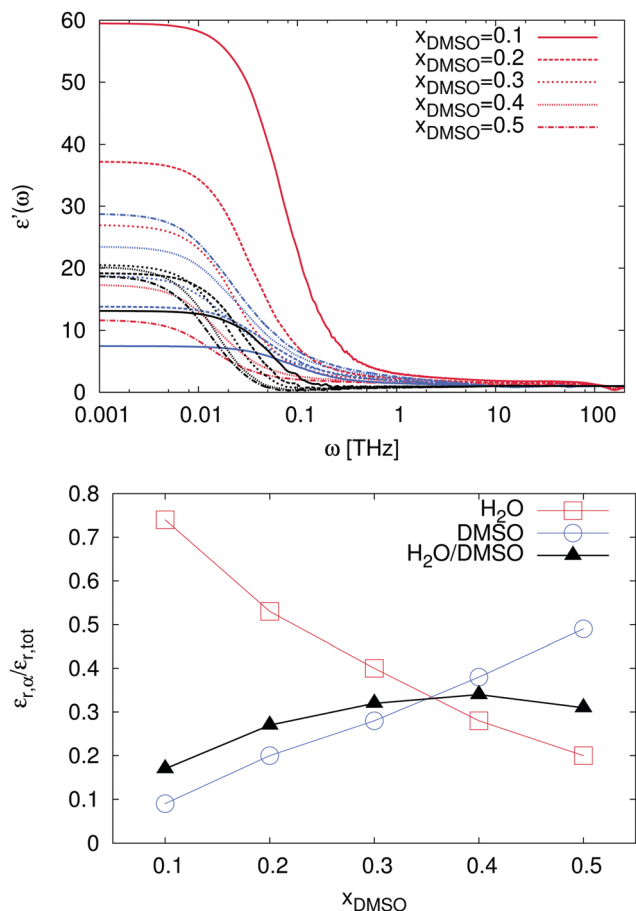 60
50
40
30
20
10
0
ε'(ω)
x_DMSO=0.1
x_DMSO=0.2
x_DMSO=0.3
x_DMSO=0.4
x_DMSO=0.5
0.001 0.01 0.1 1 10 100
ω [THz]
0.8
0.7
0.6
0.5
0.4
0.3
0.2
0.1
0
ε_r,α/ε_r,tot
H₂O
DMSO
H₂O/DMSO
0.1 0.2 0.3 0.4 0.5
x_DMSO